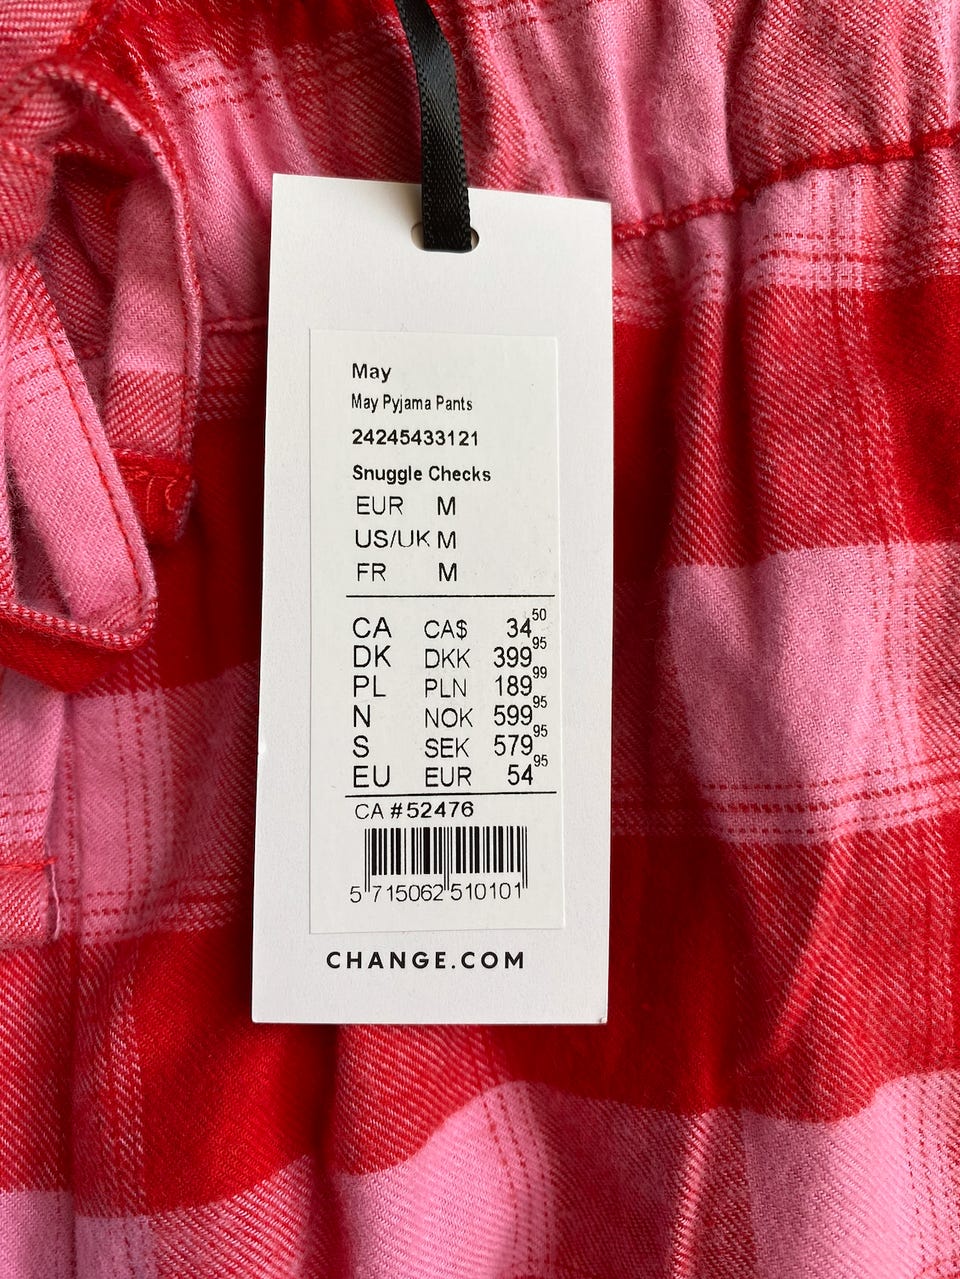 May
May Pyjama Pants
24245433121
Snuggle Checks
EUR M
US/UK M
FR M
CA CA$ 34 50
DK DKK 399 95
PL PLN 189 99
N NOK 599 95
S SEK 579 95
EU EUR 54 95
CA # 52476
5 715062 510101
CHANGE.COM